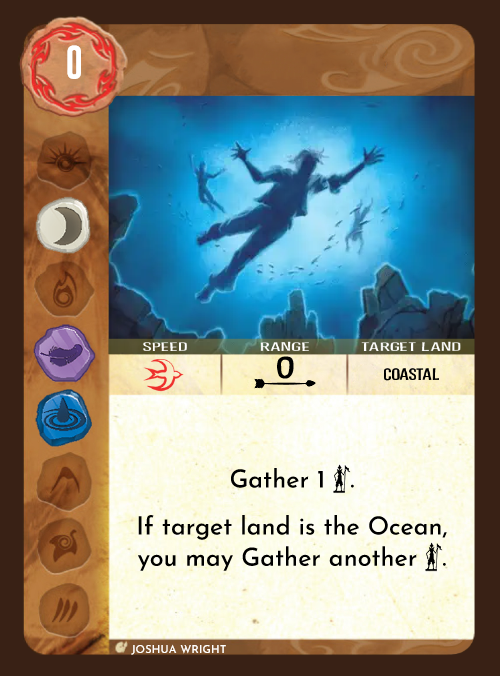 0
SPEED RANGE TARGET LAND
0 COASTAL
Gather 1 .
If target land is the Ocean,
you may Gather another .
JOSHUA WRIGHT